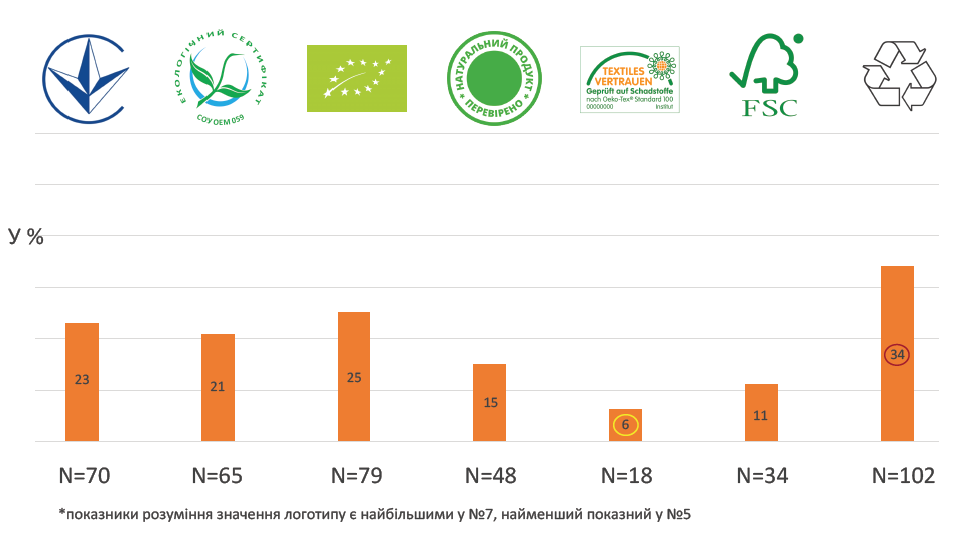 ЕКОЛОГІЧНИЙ СЕРТИФІКАТ
СОУ ОЕМ 059
НАТУРАЛЬНИЙ ПРОДУКТ
* ПЕРЕВІРЕНО *
TEXTILES
VERTRAUEN
Geprüft auf Schadstoffe
nach Oeko-Tex® Standard 100
00000000 Institut
FSC
У %
23
21
25
15
6
11
34
N=70
N=65
N=79
N=48
N=18
N=34
N=102
*показники розуміння значення логотипу є найбільшими у №7, найменший показний у №5